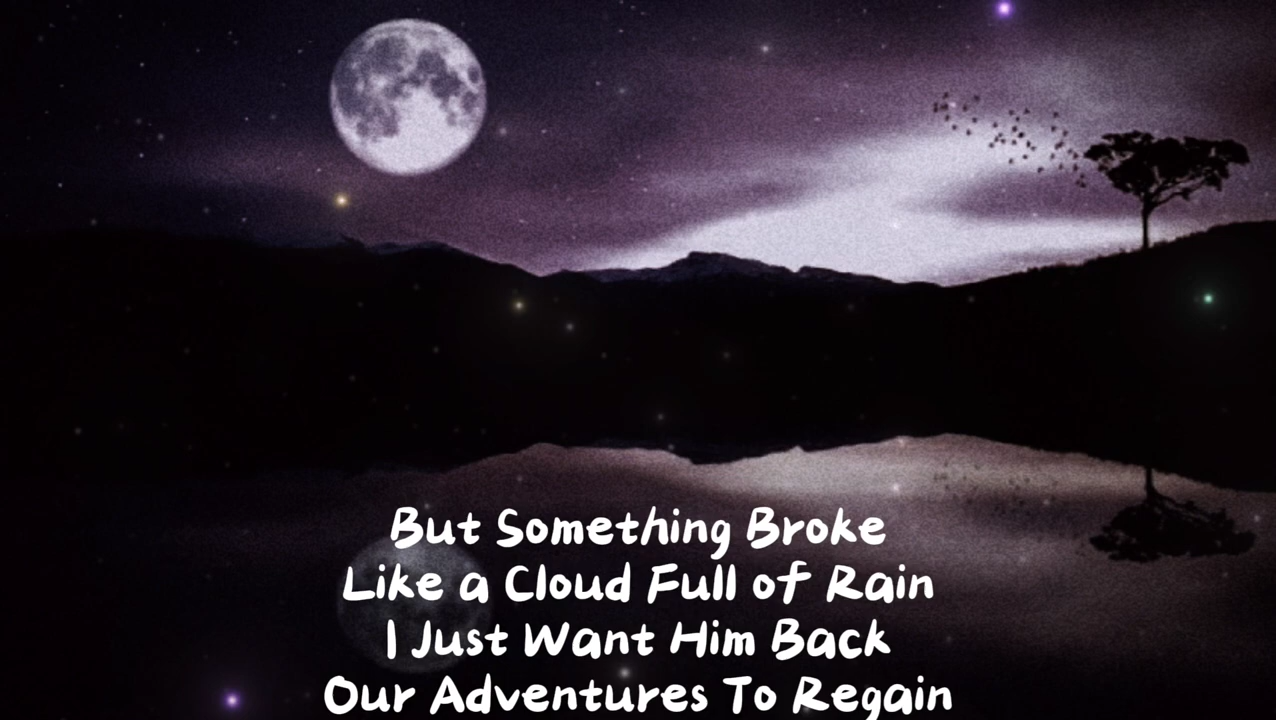 But Something Broke
Like a Cloud Full of Rain
I Just Want Him Back
Our Adventures To Regain